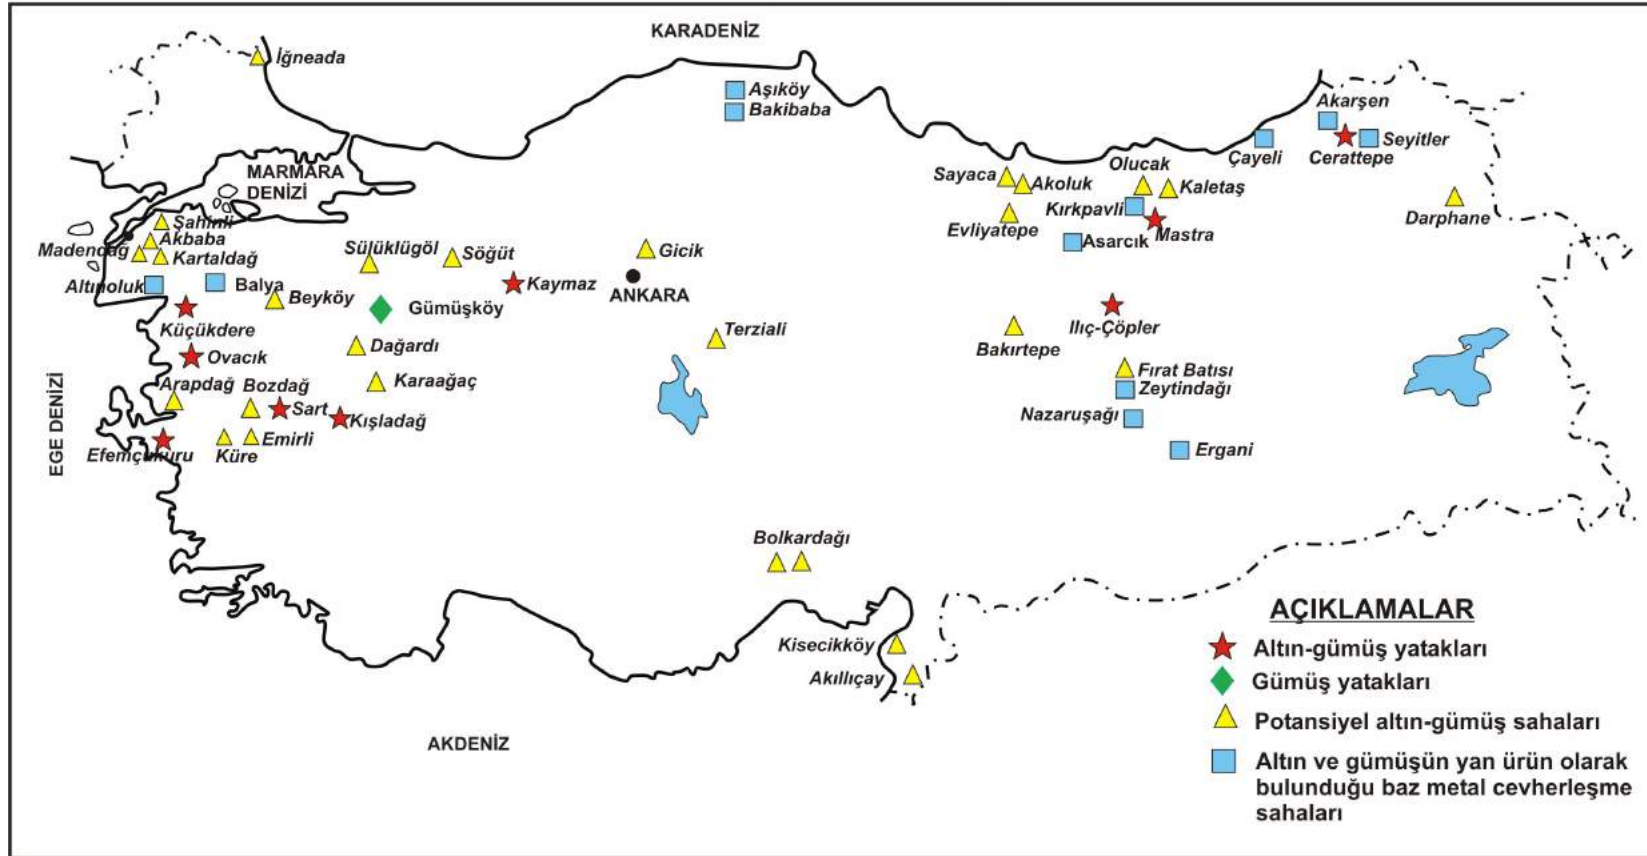 KARADENİZ
İğneada
Aşıköy
Bakibaba
Akarşen
Seyitler
Cerattepe
Çayeli
MARMARA
DENİZİ
Olucak
Sayaca
Akoluk
Kaletaş
Kırkpavli
Darphane
Evliyatepe
Mastra
Asarcık
Şahinli
Akbaba
Madendağ
Kartaldağ
Sülüklügöl
Söğüt
Gicik
Altınoluk
Balya
Beyköy
Kaymaz
ANKARA
Gümüşköy
Küçükdere
Ilıç-Çöpler
Terziali
Dağardı
Bakırtepe
Ovacık
EGE DENİZİ
Arapdağ
Bozdağ
Karaağaç
Fırat Batısı
Zeytindağı
Sart
Kışladağ
Nazaruşağı
Emirli
Efemçukuru
Küre
Ergani
Bolkardağı
Kisecikköy
Akıllıçay
AKDENİZ
AÇIKLAMALAR
Altın-gümüş yatakları
Gümüş yatakları
Potansiyel altın-gümüş sahaları
Altın ve gümüşün yan ürün olarak
bulunduğu baz metal cevherleşme
sahaları